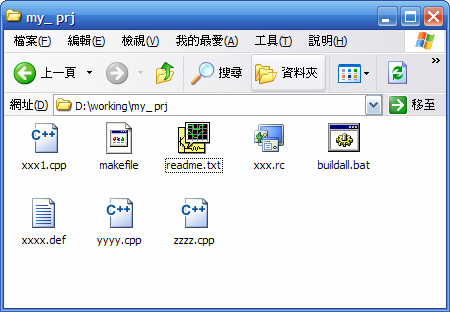 my_ prj
檔案(F) 編輯(E) 檢視(V) 我的最愛(A) 工具(T) 說明(H)
上一頁 搜尋 資料夾 »
網址(D) D:\working\my_ prj 移至
C++ C++ C++
xxx1.cpp makefile readme.txt xxx.rc buildall.bat
xxxx.def yyyy.cpp zzzz.cpp